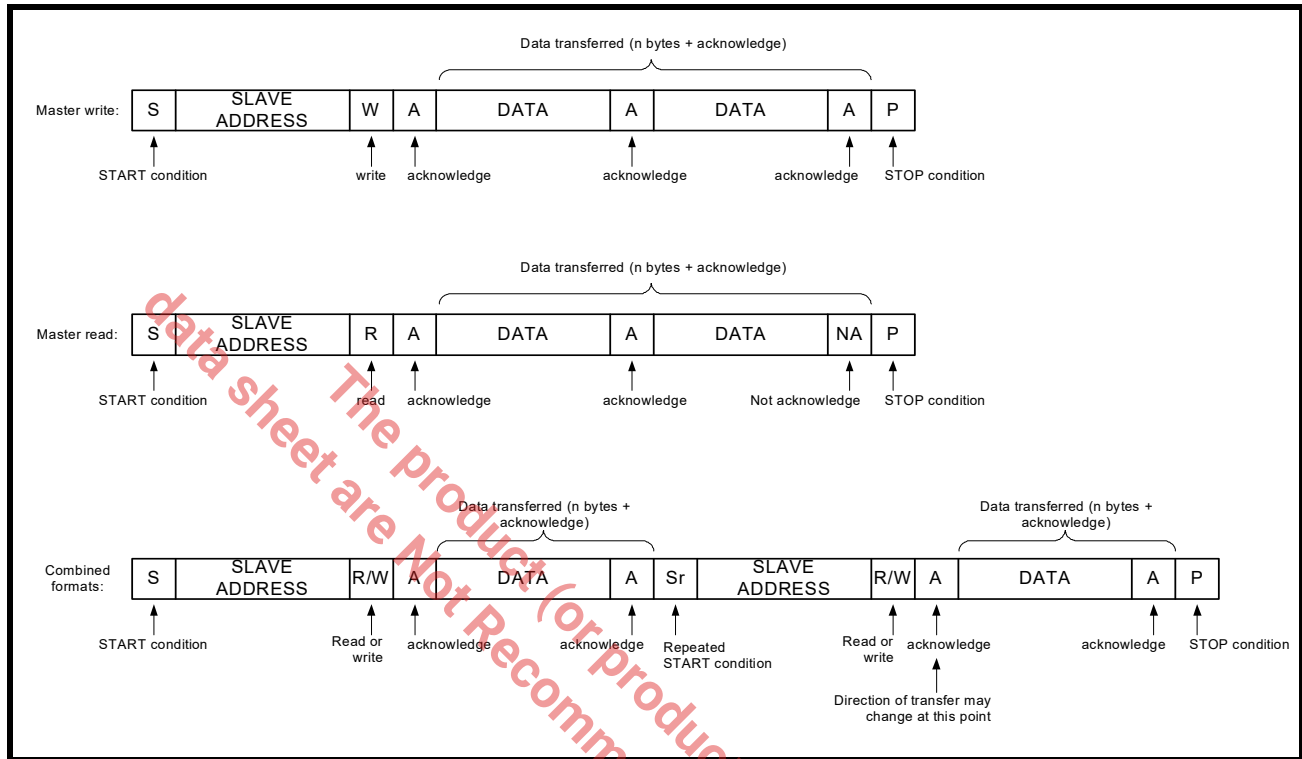 Data transferred (n bytes + acknowledge)
Master write: S SLAVE ADDRESS W A DATA A DATA A P
START condition write acknowledge acknowledge acknowledge STOP condition
Data transferred (n bytes + acknowledge)
Master read: S SLAVE ADDRESS R A DATA A DATA NA P
START condition read acknowledge acknowledge Not acknowledge STOP condition
Data transferred (n bytes +
acknowledge)
Data transferred (n bytes +
acknowledge)
Combined
formats:
S SLAVE ADDRESS R/W A DATA A Sr SLAVE ADDRESS R/W A DATA A P
START condition
Read or
write
acknowledge
acknowledge
Repeated
START condition
Read or
write
acknowledge
acknowledge
STOP condition
Direction of transfer may
change at this point
The product (or produc
data sheet are Not Recomm